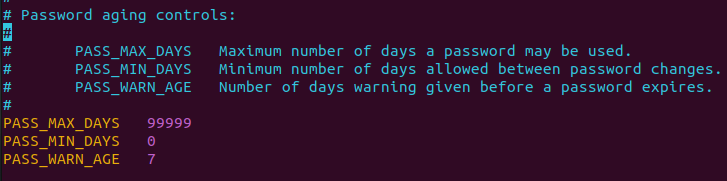 #
# Password aging controls:
#
#       PASS_MAX_DAYS   Maximum number of days a password may be used.
#       PASS_MIN_DAYS   Minimum number of days allowed between password changes.
#       PASS_WARN_AGE   Number of days warning given before a password expires.
#
PASS_MAX_DAYS   99999
PASS_MIN_DAYS   0
PASS_WARN_AGE   7